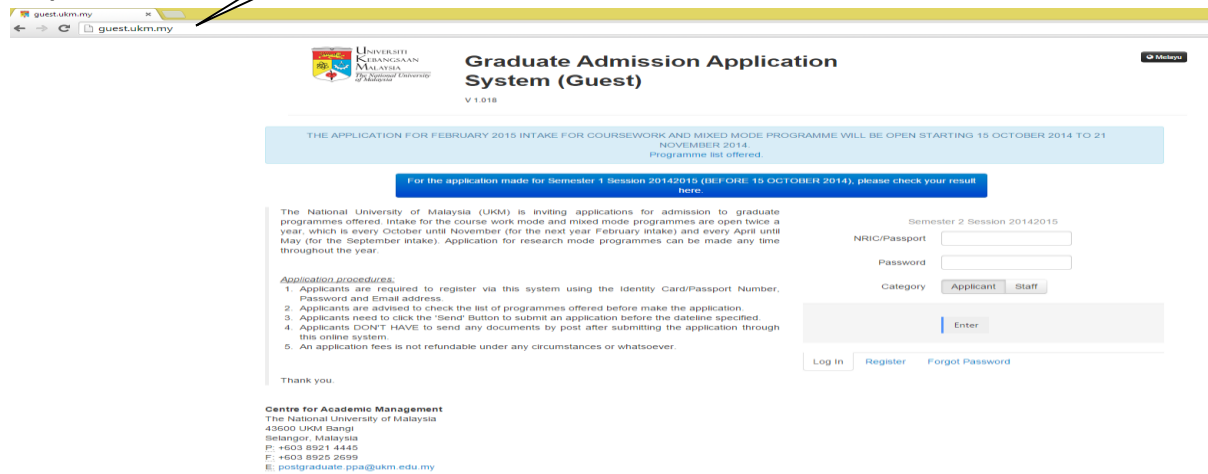 guest.ukm.my
guest.ukm.my
UNIVERSITI
KEBANGSAAN
MALAYSIA
The National University
of Malaysia
Graduate Admission Application
System (Guest)
V 1.018
Melayu
THE APPLICATION FOR FEBRUARY 2015 INTAKE FOR COURSEWORK AND MIXED MODE PROGRAMME WILL BE OPEN STARTING 15 OCTOBER 2014 TO 21
NOVEMBER 2014.
Programme list offered.
For the application made for Semester 1 Session 20142015 (BEFORE 15 OCTOBER 2014), please check your result
here.
The National University of Malaysia (UKM) is inviting applications for admission to graduate
programmes offered. Intake for the course work mode and mixed mode programmes are open twice a
year, which is every October until November (for the next year February intake) and every April until
May (for the September intake). Application for research mode programmes can be made any time
throughout the year.
Application procedures:
1. Applicants are required to register via this system using the Identity Card/Passport Number,
Password and Email address.
2. Applicants are advised to check the list of programmes offered before make the application.
3. Applicants need to click the 'Send' Button to submit an application before the dateline specified.
4. Applicants DON'T HAVE to send any documents by post after submitting the application through
this online system.
5. An application fees is not refundable under any circumstances or whatsoever.
Thank you.
Semester 2 Session 20142015
NRIC/Passport
Password
Category Applicant Staff
Enter
Log In Register Forgot Password
Centre for Academic Management
The National University of Malaysia
43600 UKM Bangi
Selangor, Malaysia
P: +603 8921 4445
F: +603 8925 2699
E: postgraduate.ppa@ukm.edu.my